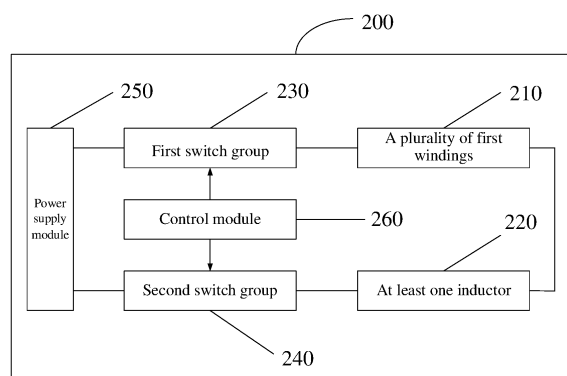 200
250
230
210
First switch group
A plurality of first
windings
Power
supply
module
Control module
260
220
Second switch group
At least one inductor
240